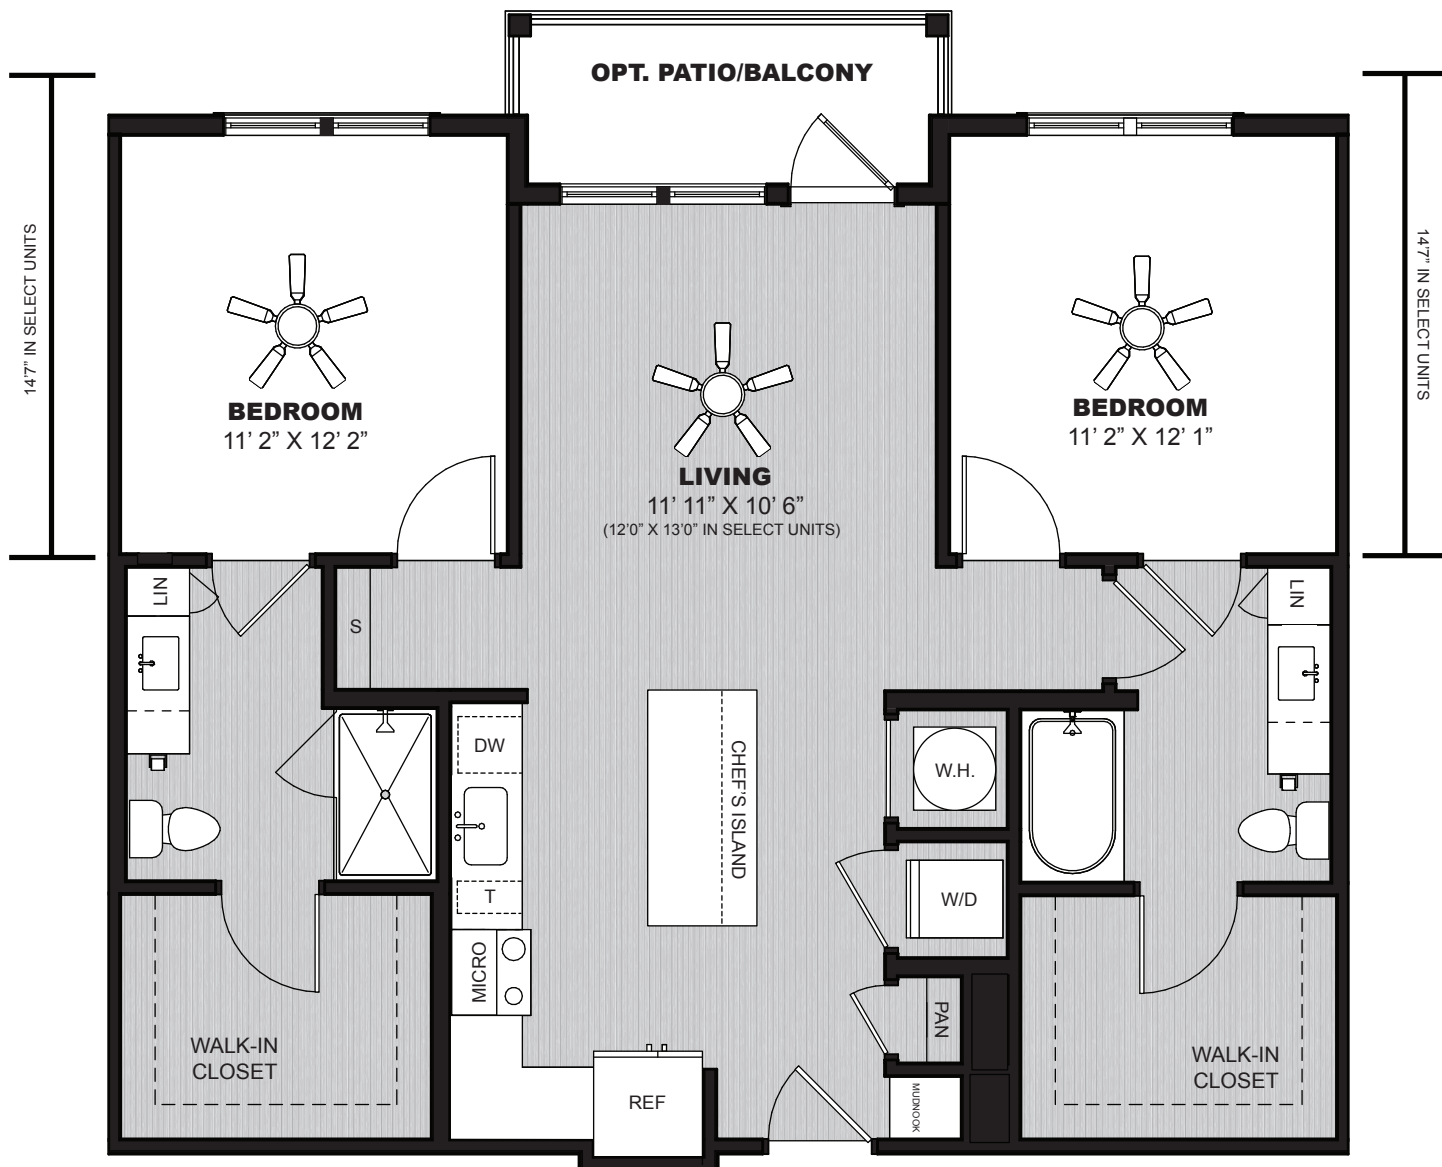 OPT. PATIO/BALCONY
14'7" IN SELECT UNITS
14'7" IN SELECT UNITS
BEDROOM
11' 2" X 12' 2"
BEDROOM
11' 2" X 12' 1"
LIVING
11' 11" X 10' 6"
(12'0" X 13'0" IN SELECT UNITS)
LIN
S
LIN
DW
CHEF'S ISLAND
W.H.
T
W/D
MICRO
PAN
WALK-IN
CLOSET
WALK-IN
CLOSET
REF
MUDNOOK